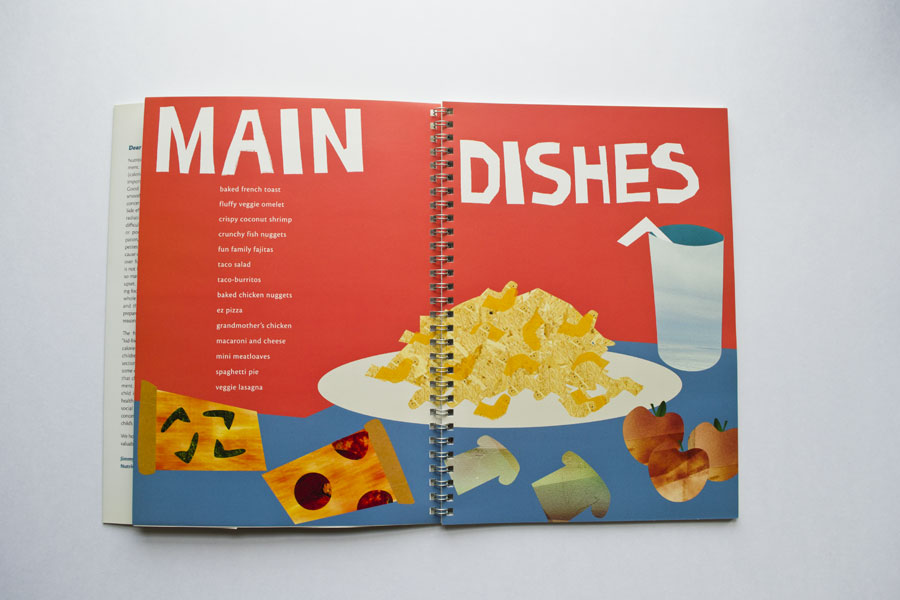 MAIN DISHES
baked french toast
fluffy veggie omelet
crispy coconut shrimp
crunchy fish nuggets
fun family fajitas
taco salad
taco-burritos
baked chicken nuggets
ez pizza
grandmother's chicken
macaroni and cheese
mini meatloaves
spaghetti pie
veggie lasagna
Dear